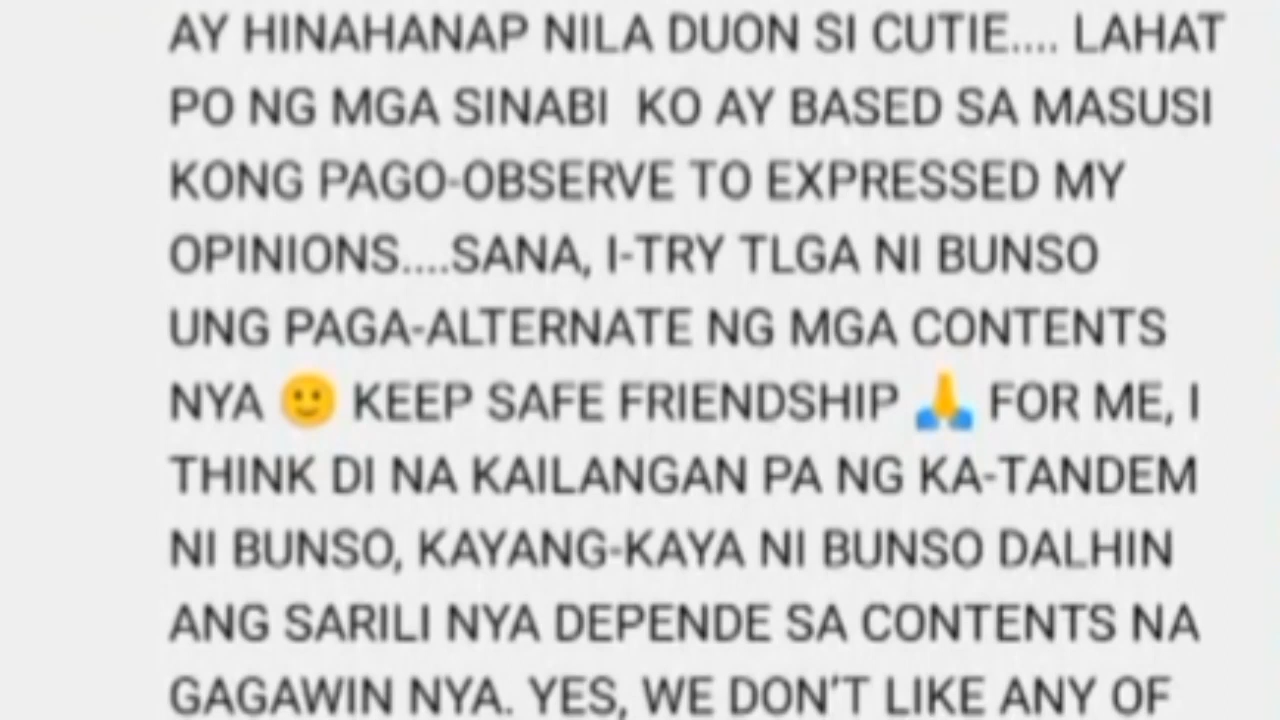 AY HINAHANAP NILA DUON SI CUTIE.... LAHAT
PO NG MGA SINABI  KO AY BASED SA MASUSI
KONG PAGO-OBSERVE TO EXPRESSED MY
OPINIONS....SANA, I-TRY TLGA NI BUNSO
UNG PAGA-ALTERNATE NG MGA CONTENTS
NYA 🙂 KEEP SAFE FRIENDSHIP 🙏 FOR ME, I
THINK DI NA KAILANGAN PA NG KA-TANDEM
NI BUNSO, KAYANG-KAYA NI BUNSO DALHIN
ANG SARILI NYA DEPENDE SA CONTENTS NA
GAGAWIN NYA. YES, WE DON'T LIKE ANY OF